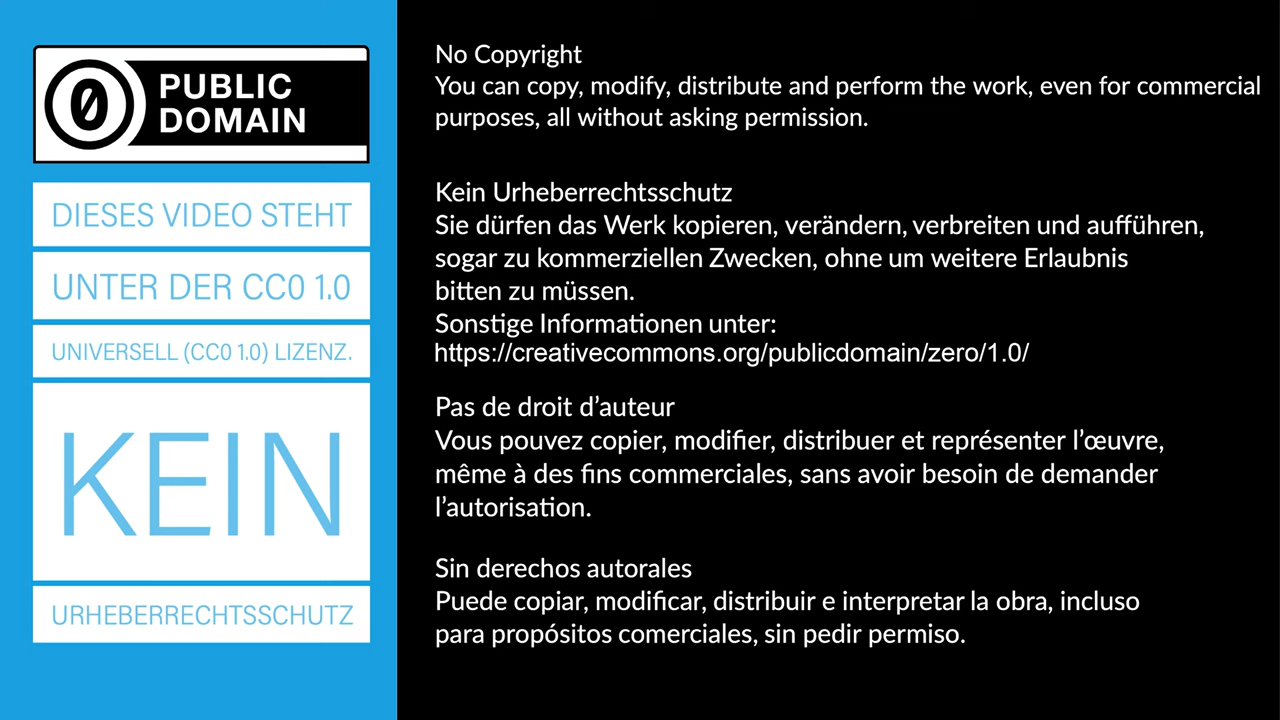 0 PUBLIC
DOMAIN
DIESES VIDEO STEHT
UNTER DER CC0 1.0
UNIVERSELL (CC0 1.0) LIZENZ.
KEIN
URHEBERRECHTSSCHUTZ
No Copyright
You can copy, modify, distribute and perform the work, even for commercial
purposes, all without asking permission.
Kein Urheberrechtsschutz
Sie dürfen das Werk kopieren, verändern, verbreiten und aufführen,
sogar zu kommerziellen Zwecken, ohne um weitere Erlaubnis
bitten zu müssen.
Sonstige Informationen unter:
https://creativecommons.org/publicdomain/zero/1.0/
Pas de droit d’auteur
Vous pouvez copier, modifier, distribuer et représenter l’œuvre,
même à des fins commerciales, sans avoir besoin de demander
l’autorisation.
Sin derechos autorales
Puede copiar, modificar, distribuir e interpretar la obra, incluso
para propósitos comerciales, sin pedir permiso.